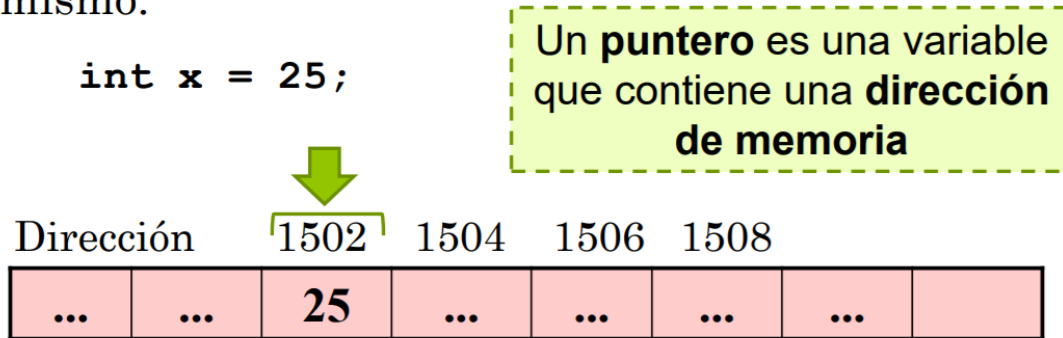 mismo.
int x = 25;
Un puntero es una variable
que contiene una dirección
de memoria
Dirección 1502 1504 1506 1508
... ... 25 ... ... ... ...